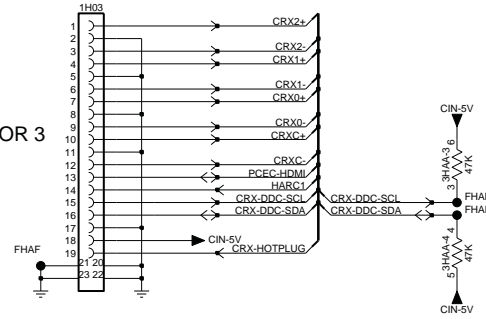 1H03
1 CRX2+
2
3 CRX2-
4 CRX1+
5
6 CRX1-
7 CRX0+
8
9 CRX0-
10 CRXC+
11
12 CRXC-
13 PCEC-HDMI
14 HARC1
15 CRX-DDC-SCL CRX-DDC-SCL
16 CRX-DDC-SDA CRX-DDC-SDA
17
18 CIN-5V
19 CRX-HOTPLUG
21 20
23 22
OR 3
FHAF
CIN-5V
3HAA-3
6
3
47K
FHA
FHA
3HAA-4
4
5
47K
CIN-5V